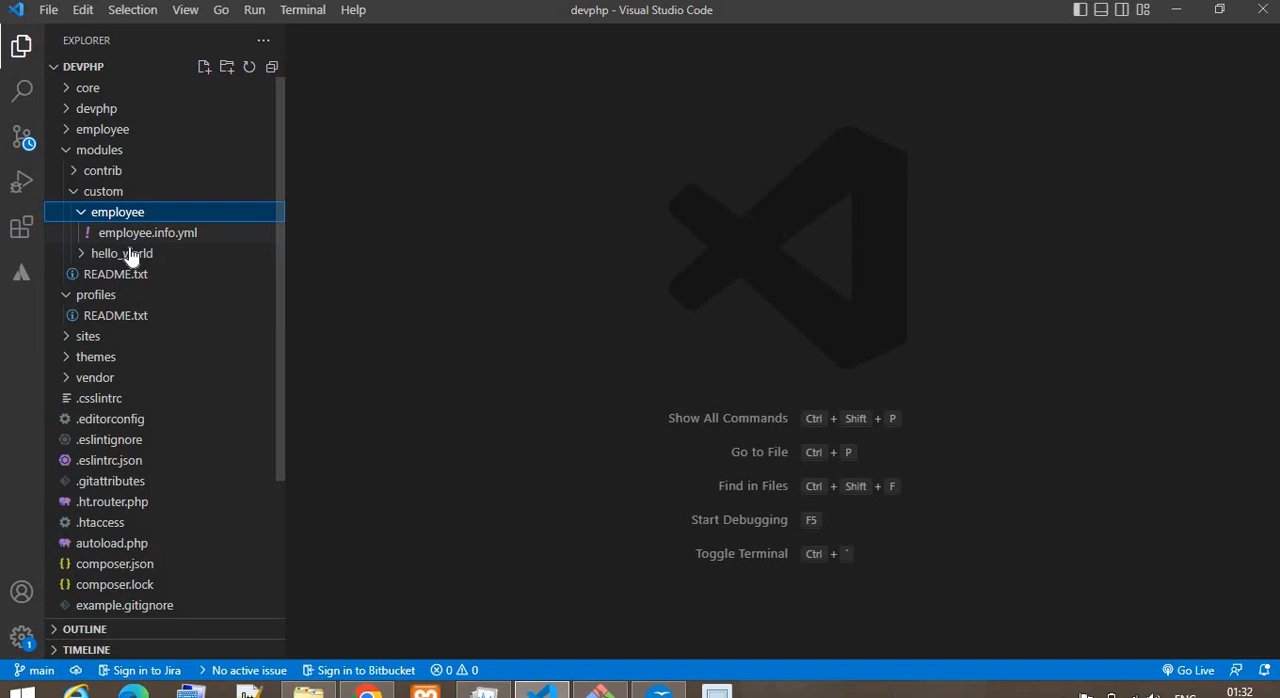 File Edit Selection View Go Run Terminal Help
devphp - Visual Studio Code
EXPLORER
DEVPHP
core
devphp
employee
modules
contrib
custom
employee
employee.info.yml
hello_world
README.txt
profiles
README.txt
sites
themes
vendor
.csslintrc
.editorconfig
.eslintignore
.eslintrc.json
.gitattributes
.ht.router.php
.htaccess
autoload.php
composer.json
composer.lock
example.gitignore
OUTLINE
TIMELINE
Show All Commands Ctrl + Shift + P
Go to File Ctrl + P
Find in Files Ctrl + Shift + F
Start Debugging F5
Toggle Terminal Ctrl + `
1
main Sign in to Jira No active issue Sign in to Bitbucket 0 0 Go Live
ENG 01:32